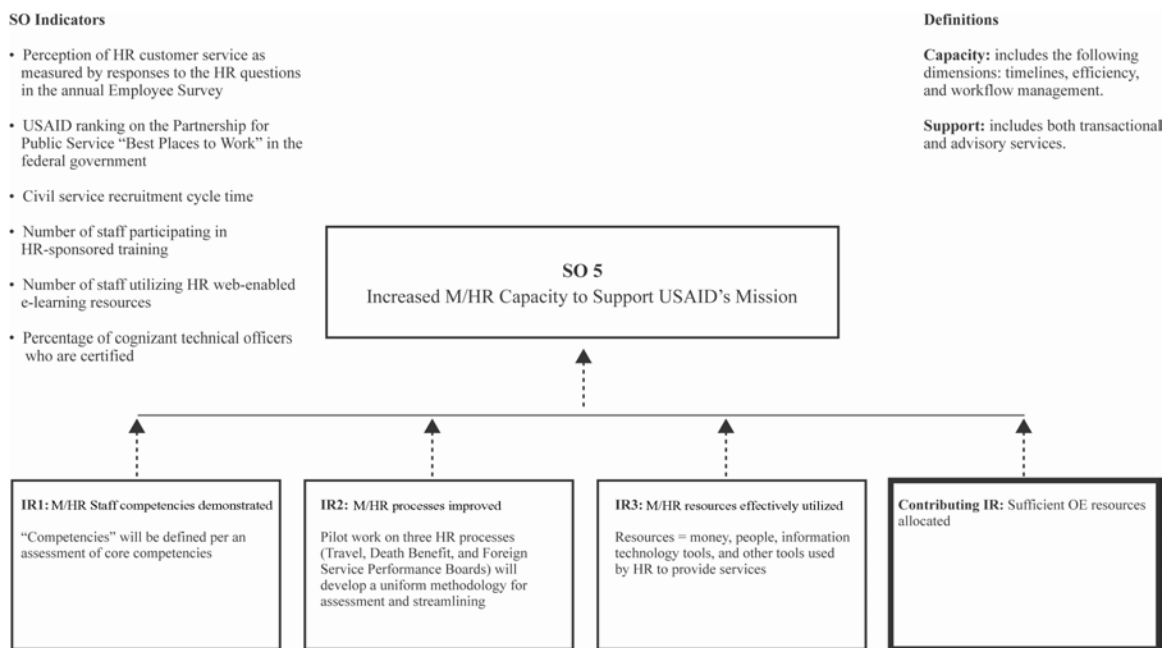 SO Indicators
• Perception of HR customer service as
measured by responses to the HR questions
in the annual Employee Survey
• USAID ranking on the Partnership for
Public Service “Best Places to Work” in the
federal government
• Civil service recruitment cycle time
• Number of staff participating in
HR-sponsored training
• Number of staff utilizing HR web-enabled
e-learning resources
• Percentage of cognizant technical officers
who are certified
Definitions
Capacity: includes the following
dimensions: timelines, efficiency,
and workflow management.
Support: includes both transactional
and advisory services.
SO 5
Increased M/HR Capacity to Support USAID’s Mission
IR1: M/HR Staff competencies demonstrated
“Competencies” will be defined per an
assessment of core competencies
IR2: M/HR processes improved
Pilot work on three HR processes
(Travel, Death Benefit, and Foreign
Service Performance Boards) will
develop a uniform methodology for
assessment and streamlining
IR3: M/HR resources effectively utilized
Resources = money, people, information
technology tools, and other tools used
by HR to provide services
Contributing IR: Sufficient OE resources
allocated